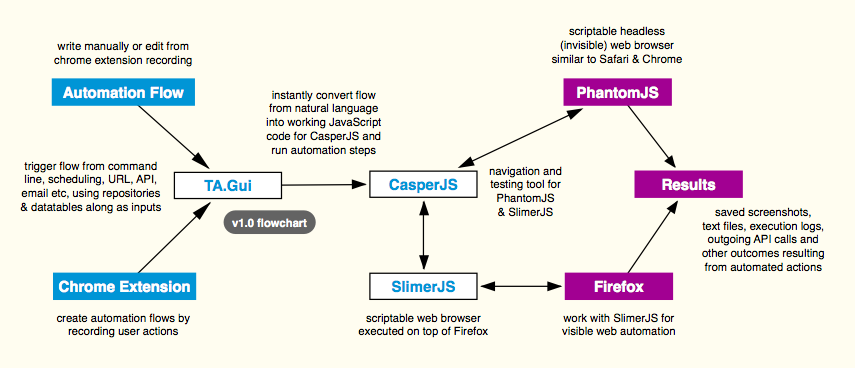 write manually or edit from
chrome extension recording
Automation Flow
scriptable headless
(invisible) web browser
similar to Safari & Chrome
PhantomJS
instantly convert flow
from natural language
into working JavaScript
code for CasperJS and
run automation steps
trigger flow from command
line, scheduling, URL, API,
email etc, using repositories
& datatables along as inputs
TA.Gui
v1.0 flowchart
CasperJS
navigation and
testing tool for
PhantomJS
& SlimerJS
Results
saved screenshots,
text files, execution logs,
outgoing API calls and
other outcomes resulting
from automated actions
Chrome Extension
create automation flows by
recording user actions
SlimerJS
scriptable web browser
executed on top of Firefox
Firefox
work with SlimerJS for
visible web automation